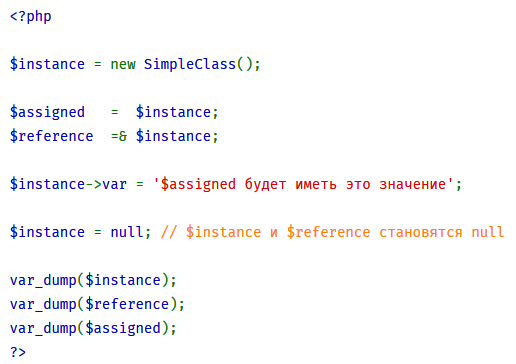 <?php
$instance = new SimpleClass();
$assigned   =  $instance;
$reference  =& $instance;
$instance->var = '$assigned будет иметь это значение';
$instance = null; // $instance и $reference становятся null
var_dump($instance);
var_dump($reference);
var_dump($assigned);
?>